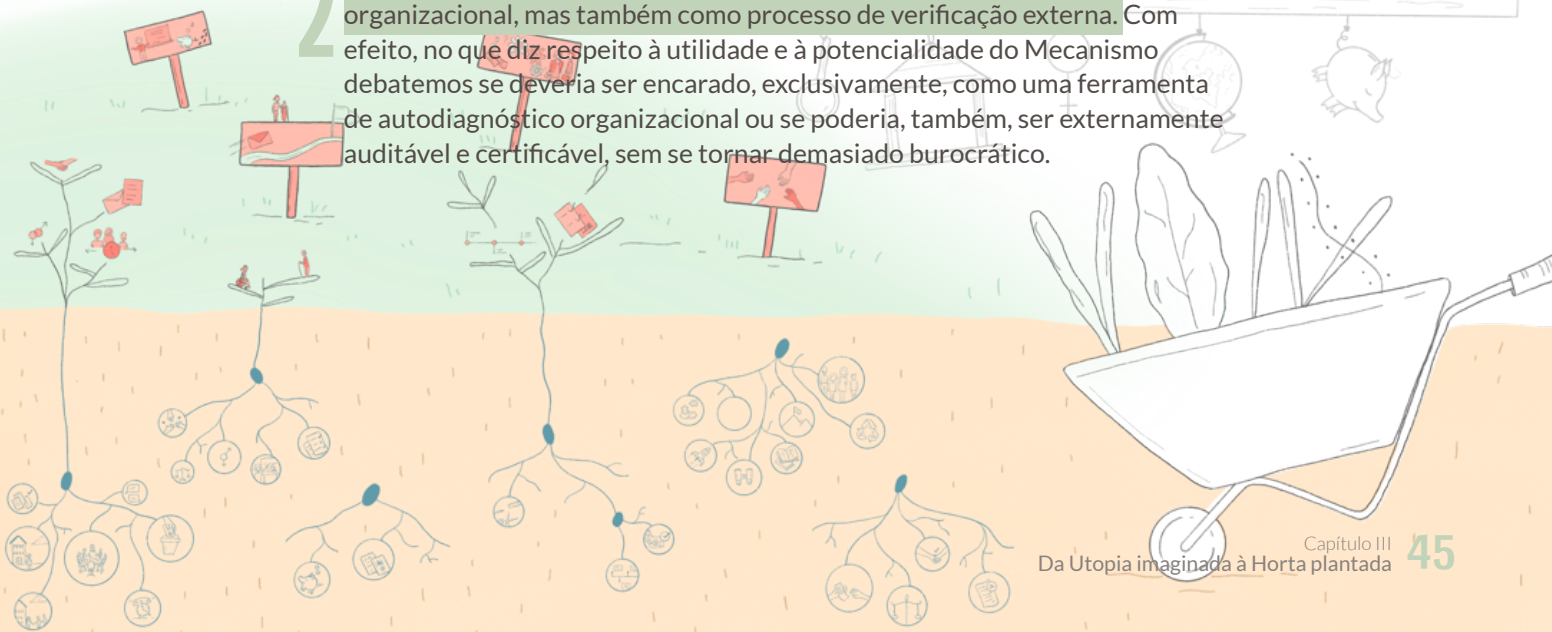 2
organizacional, mas também como processo de verificação externa. Com
efeito, no que diz respeito à utilidade e à potencialidade do Mecanismo
debatemos se deveria ser encarado, exclusivamente, como uma ferramenta
de autodiagnóstico organizacional ou se poderia, também, ser externamente
auditável e certificável, sem se tornar demasiado burocrático.
Capítulo III
Da Utopia imaginada à Horta plantada
45